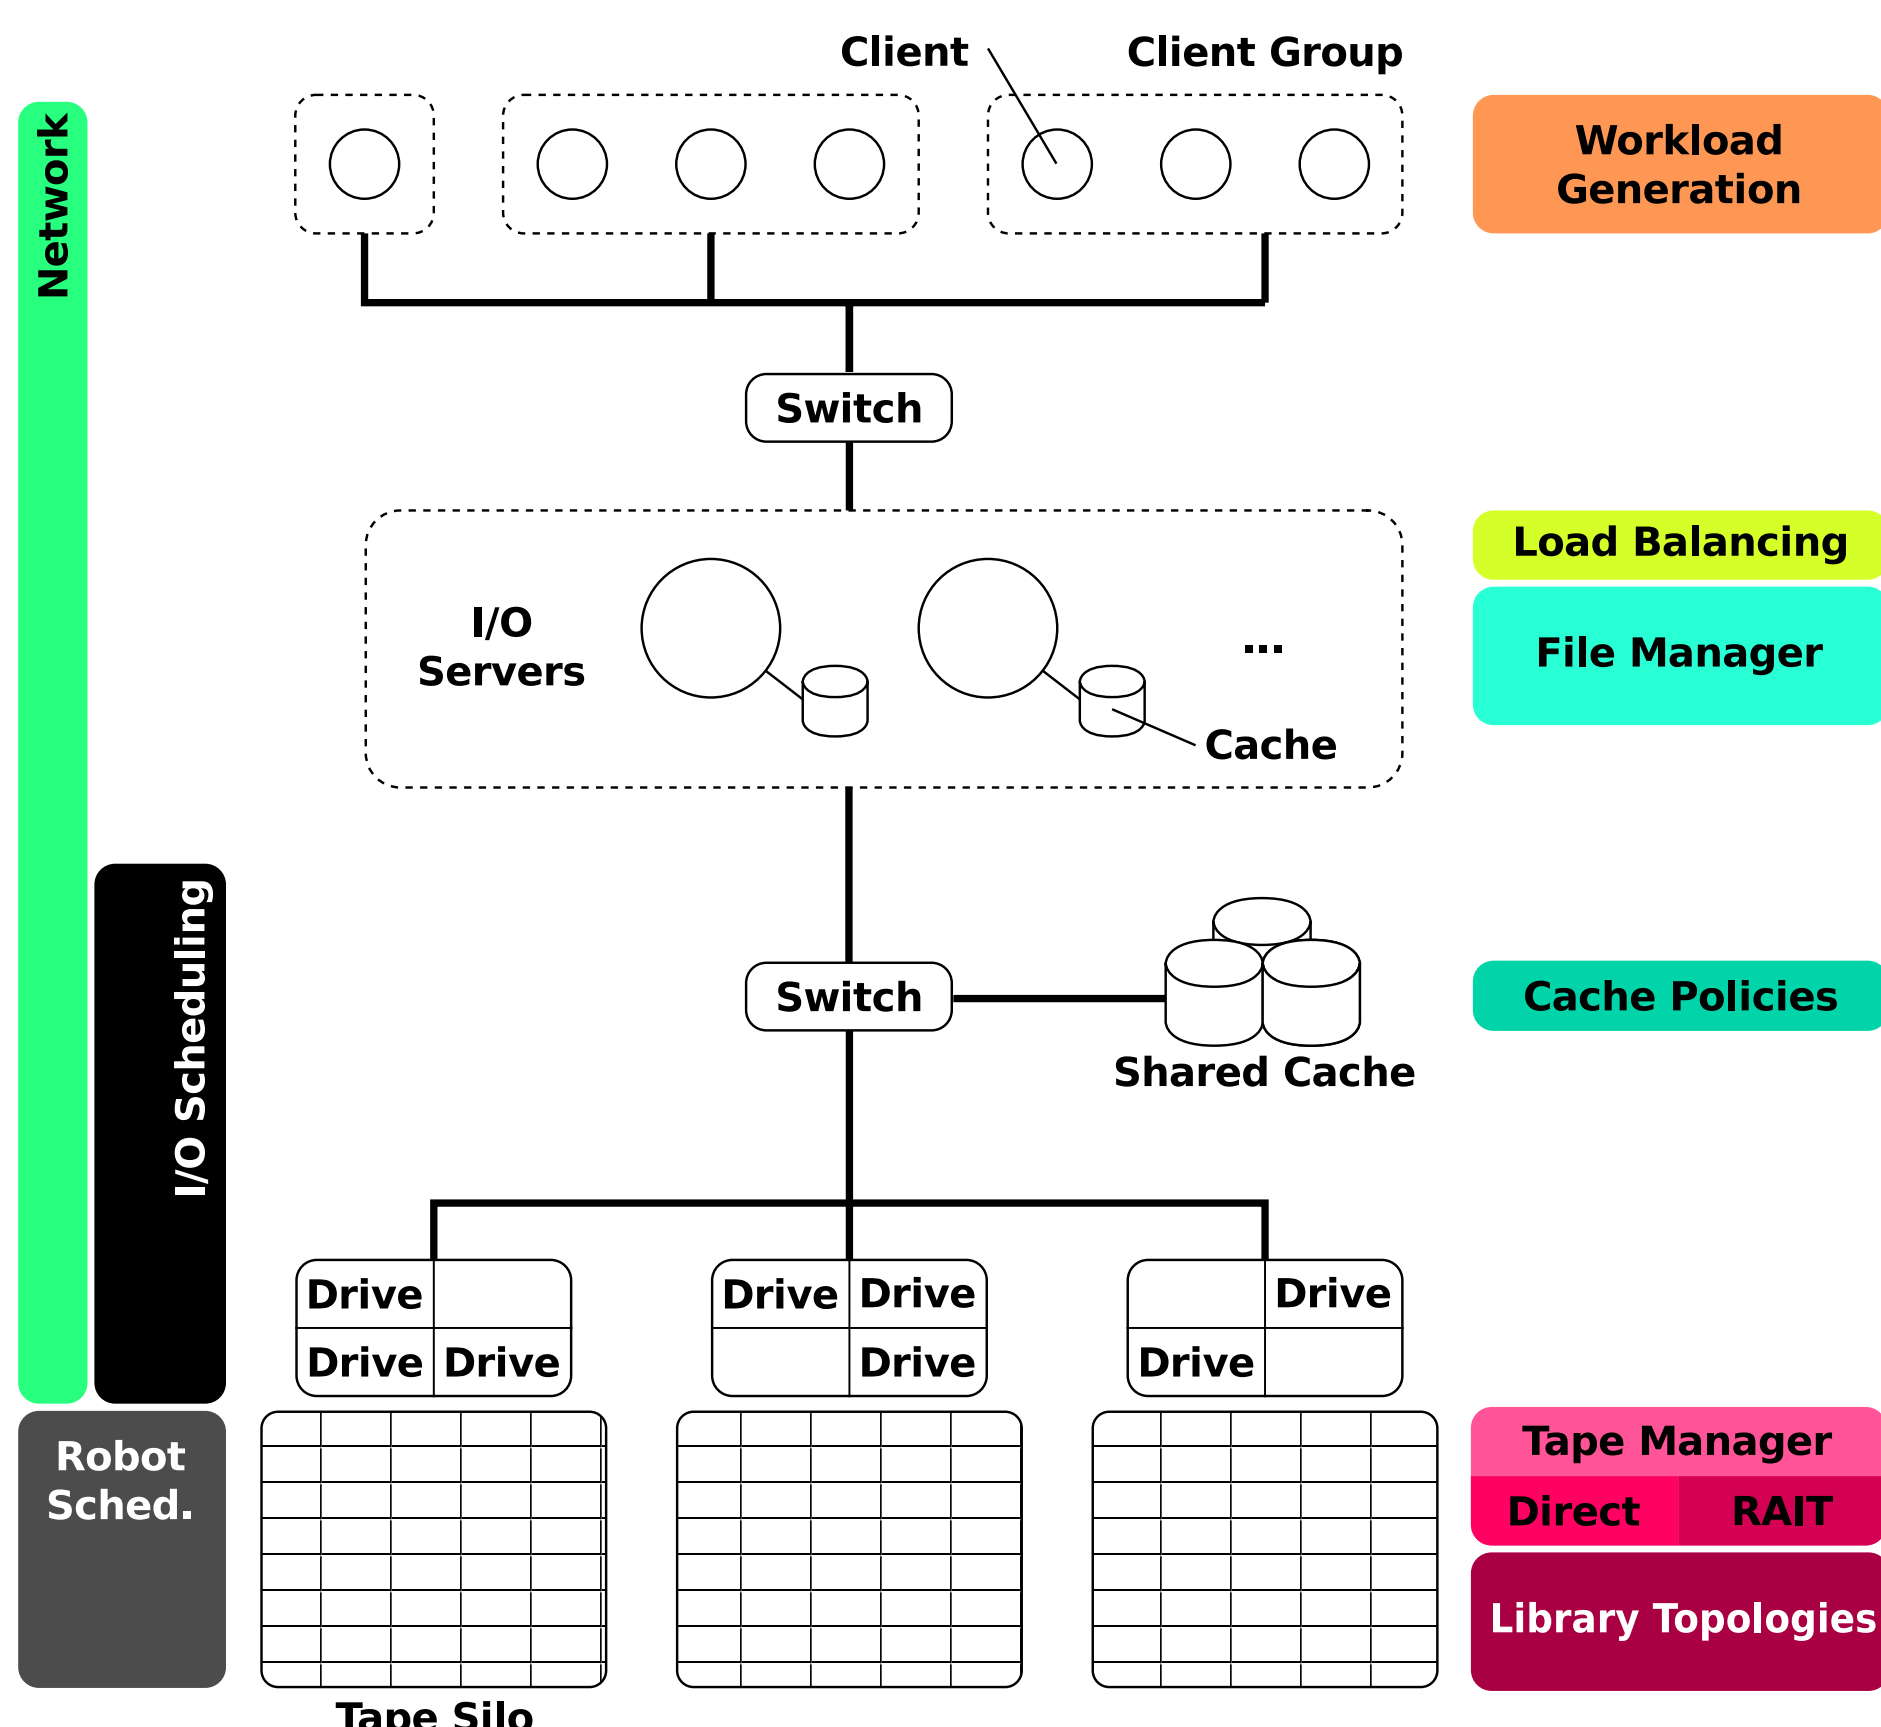 Client
Client Group
Network
Workload
Generation
Switch
Load Balancing
I/O
Servers
...
File Manager
Cache
I/O Scheduling
Switch
Cache Policies
Shared Cache
Drive
Drive Drive
Drive Drive
Drive
Drive
Drive
Robot
Sched.
Tape Manager
Direct RAIT
Library Topologies
Tape Silo